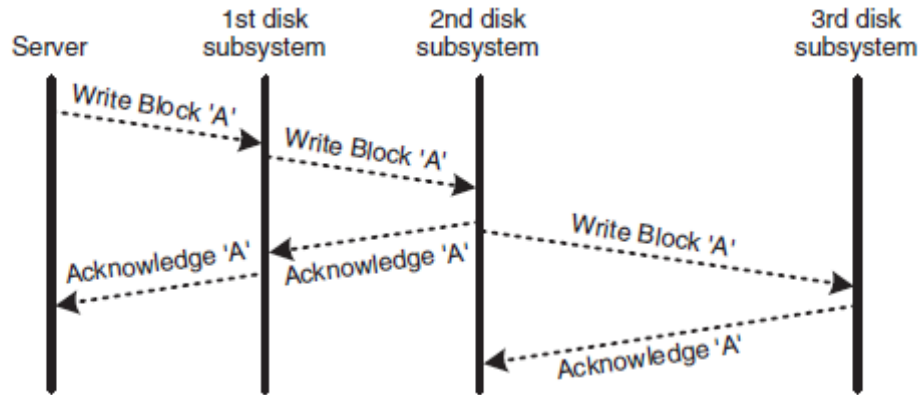 Server
1st disk
subsystem
2nd disk
subsystem
3rd disk
subsystem
Write Block 'A'
Write Block 'A'
Write Block 'A'
Acknowledge 'A'
Acknowledge 'A'
Acknowledge 'A'